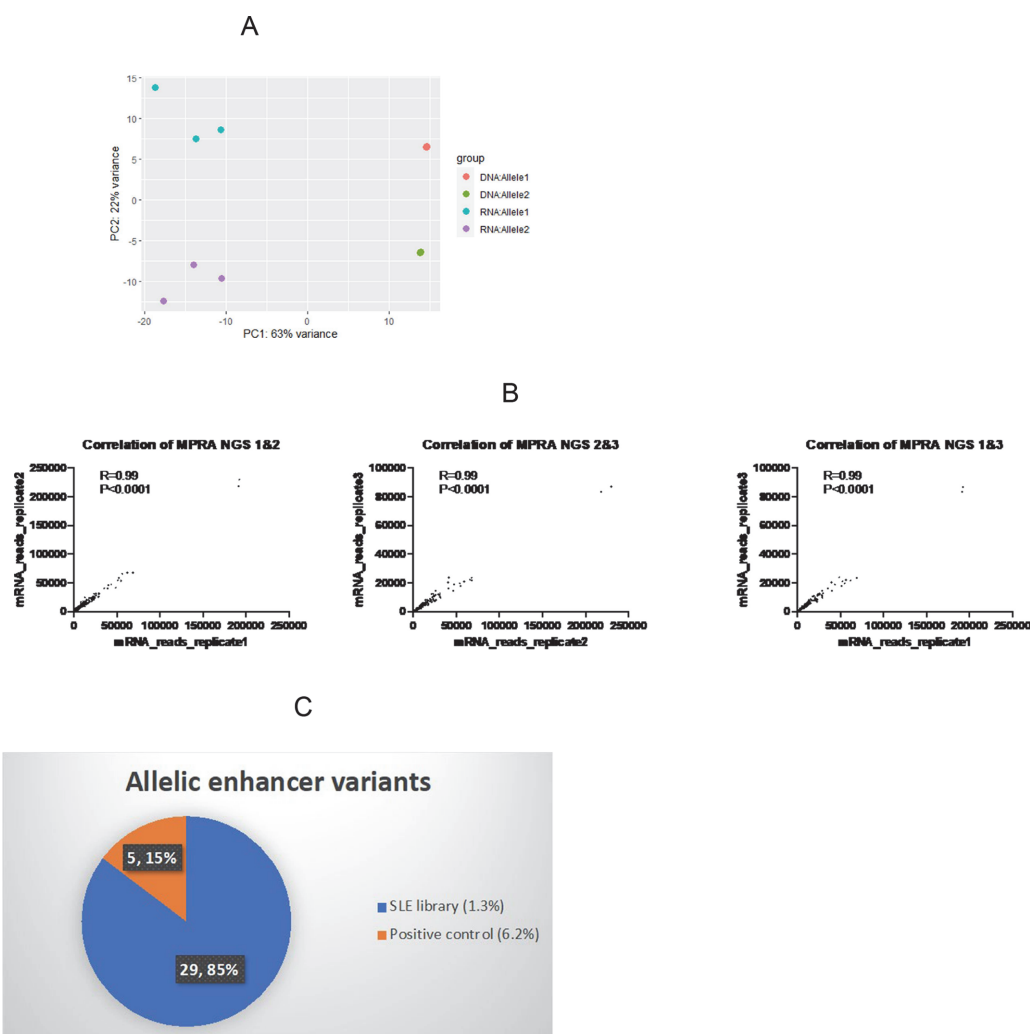 A
15
10
5
0
-5
-10
PC2: 22% variance
-20
-10
0
10
PC1: 63% variance
group
DNA:Allele1
DNA:Allele2
RNA:Allele1
RNA:Allele2
B
Correlation of MPRA NGS 1&2
R=0.99
P<0.0001
250000
200000
150000
100000
50000
0
mRNA_reads_replicate2
0 50000 100000 150000 200000 250000
mRNA_reads_replicate1
Correlation of MPRA NGS 2&3
R=0.99
P<0.0001
100000
80000
60000
40000
20000
0
mRNA_reads_replicate3
0 50000 100000 150000 200000 250000
mRNA_reads_replicate2
Correlation of MPRA NGS 1&3
R=0.99
P<0.0001
100000
80000
60000
40000
20000
0
mRNA_reads_replicate3
0 50000 100000 150000 200000 250000
mRNA_reads_replicate1
C
Allelic enhancer variants
5, 15%
29, 85%
SLE library (1.3%)
Positive control (6.2%)